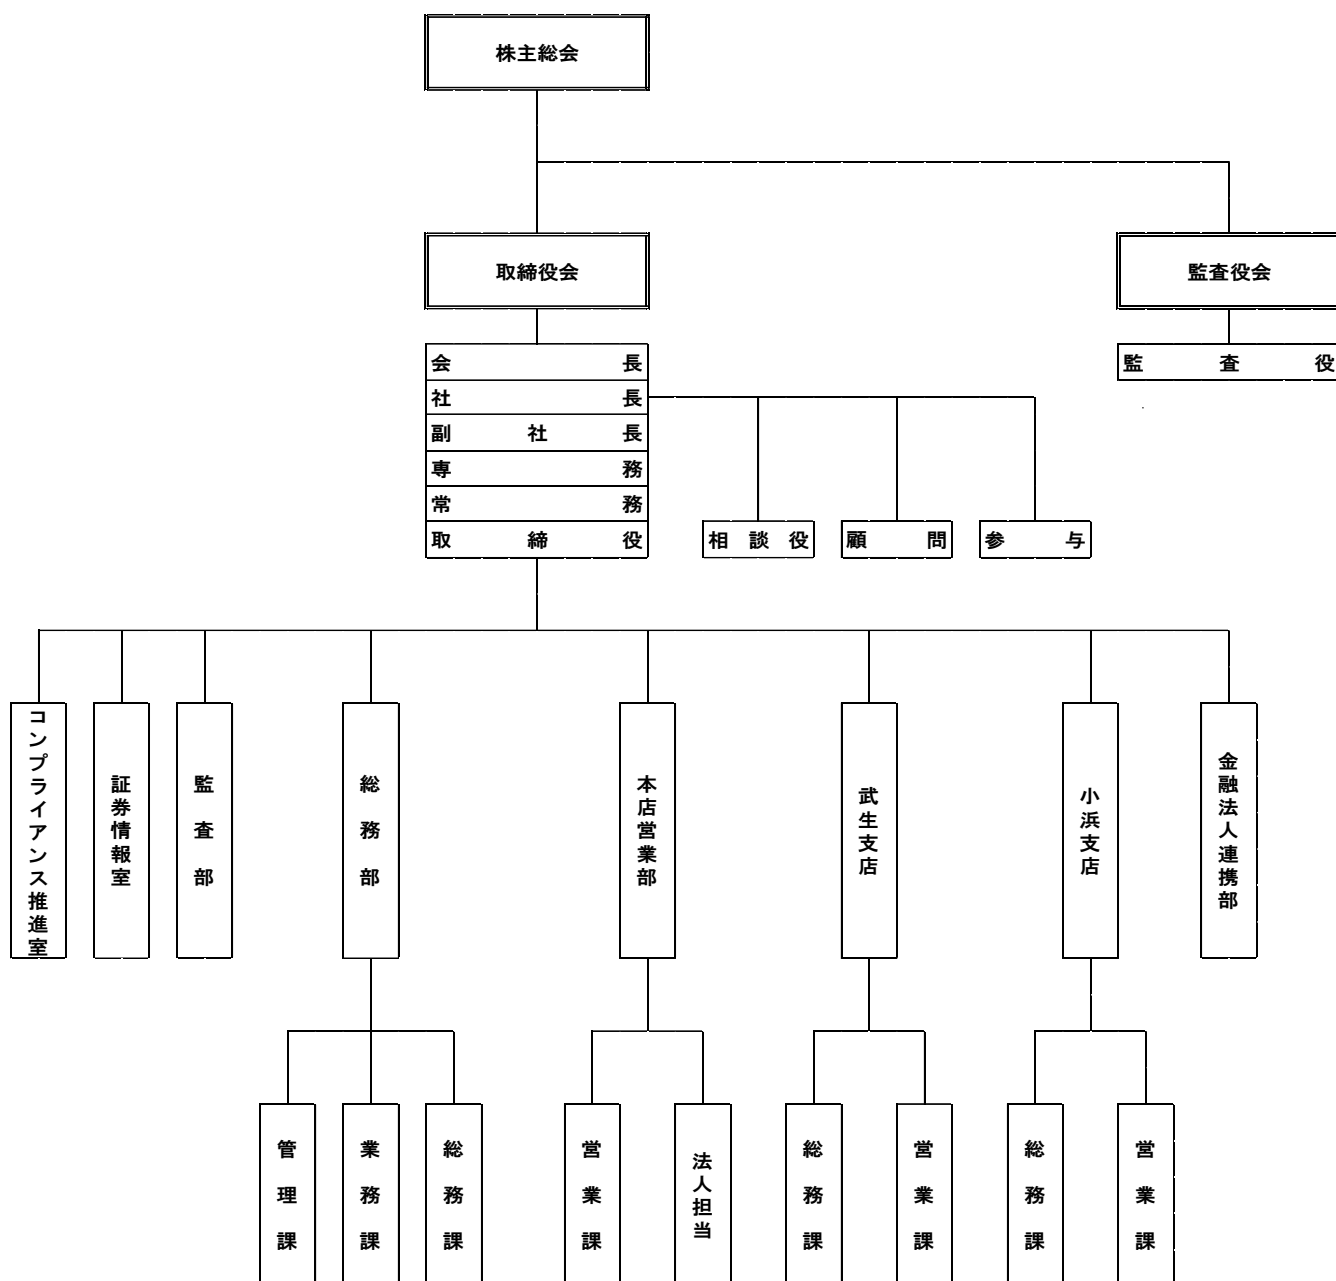 株主総会
取締役会
監査役会
会長
社長
副社長
専務
常務
取締役
監査役
相談役
顧問
参与
コンプライアンス推進室
証券情報室
監査部
総務部
本店営業部
武生支店
小浜支店
金融法人連携部
管理課
業務課
総務課
営業課
法人担当
総務課
営業課
総務課
営業課